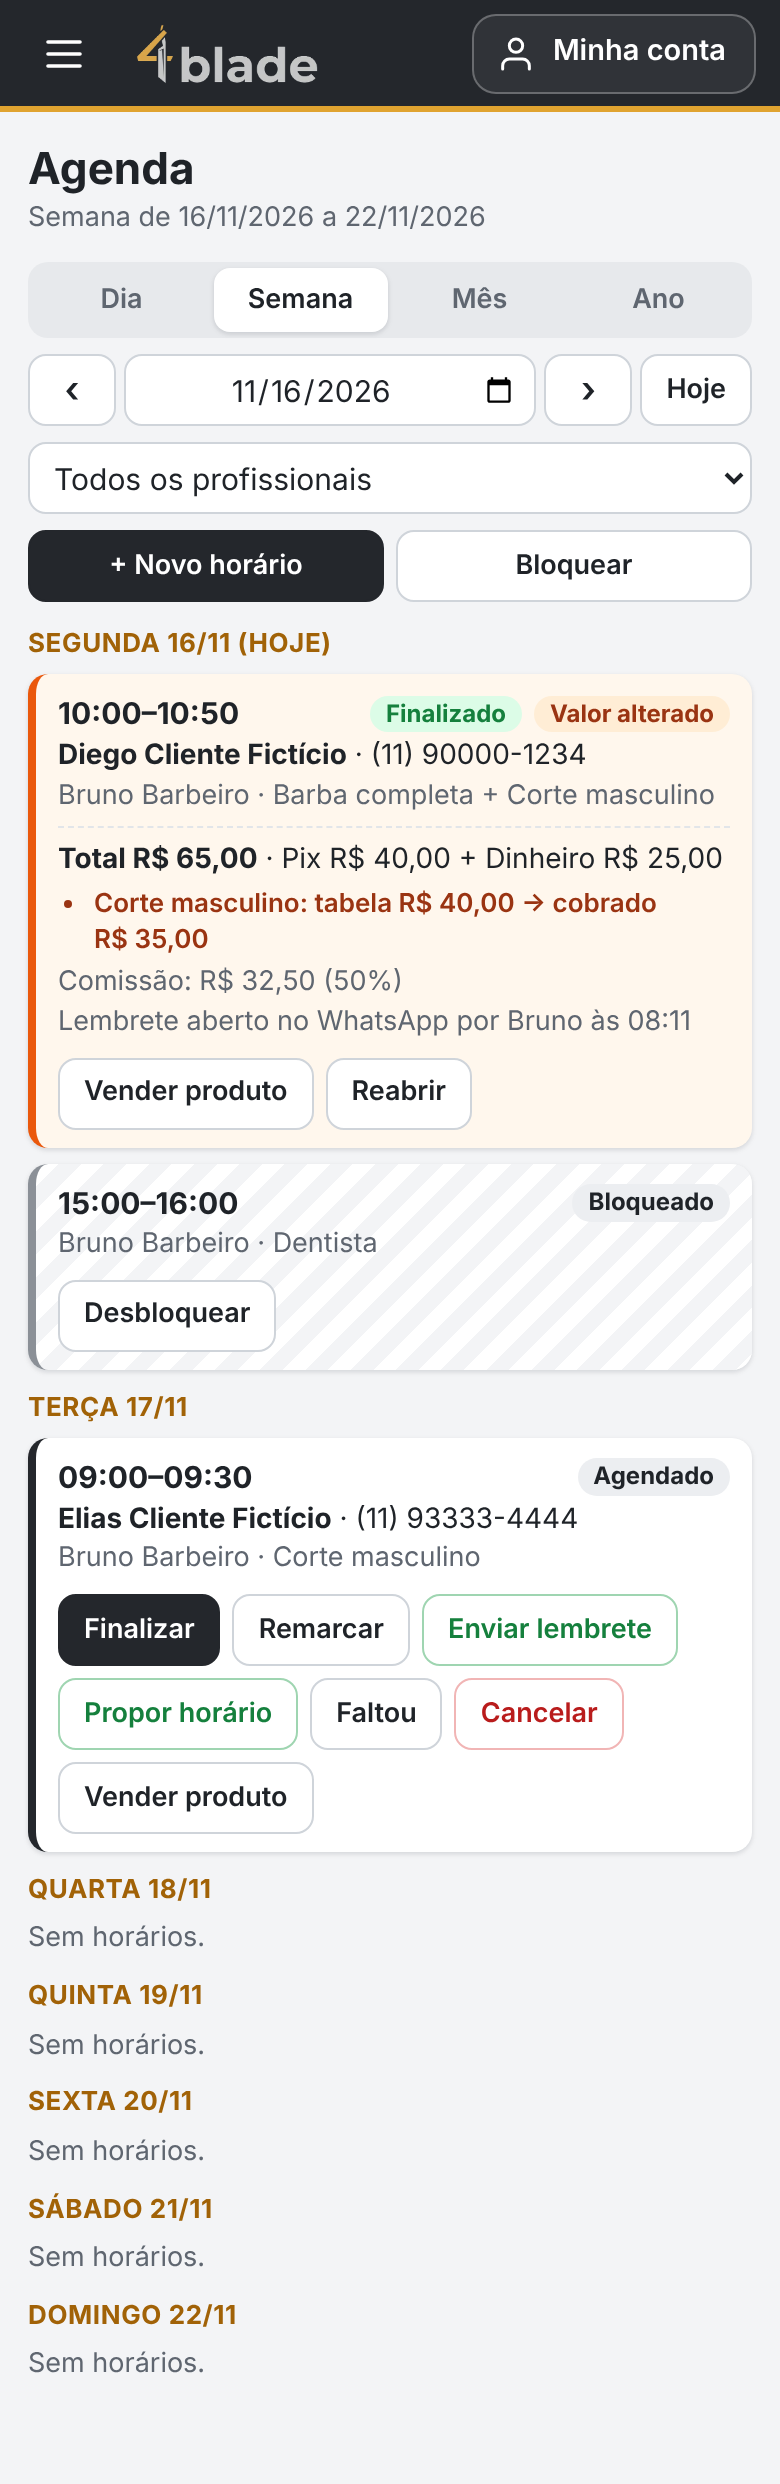 4blade
Minha conta
Agenda
Semana de 16/11/2026 a 22/11/2026
Dia Semana Mês Ano
‹ 11/16/2026 › Hoje
Todos os profissionais
+ Novo horário Bloquear
SEGUNDA 16/11 (HOJE)
10:00–10:50 Finalizado Valor alterado
Diego Cliente Fictício · (11) 90000-1234
Bruno Barbeiro · Barba completa + Corte masculino
Total R$ 65,00 · Pix R$ 40,00 + Dinheiro R$ 25,00
• Corte masculino: tabela R$ 40,00 → cobrado
R$ 35,00
Comissão: R$ 32,50 (50%)
Lembrete aberto no WhatsApp por Bruno às 08:11
Vender produto Reabrir
15:00–16:00 Bloqueado
Bruno Barbeiro · Dentista
Desbloquear
TERÇA 17/11
09:00–09:30 Agendado
Elias Cliente Fictício · (11) 93333-4444
Bruno Barbeiro · Corte masculino
Finalizar Remarcar Enviar lembrete
Propor horário Faltou Cancelar
Vender produto
QUARTA 18/11
Sem horários.
QUINTA 19/11
Sem horários.
SEXTA 20/11
Sem horários.
SÁBADO 21/11
Sem horários.
DOMINGO 22/11
Sem horários.